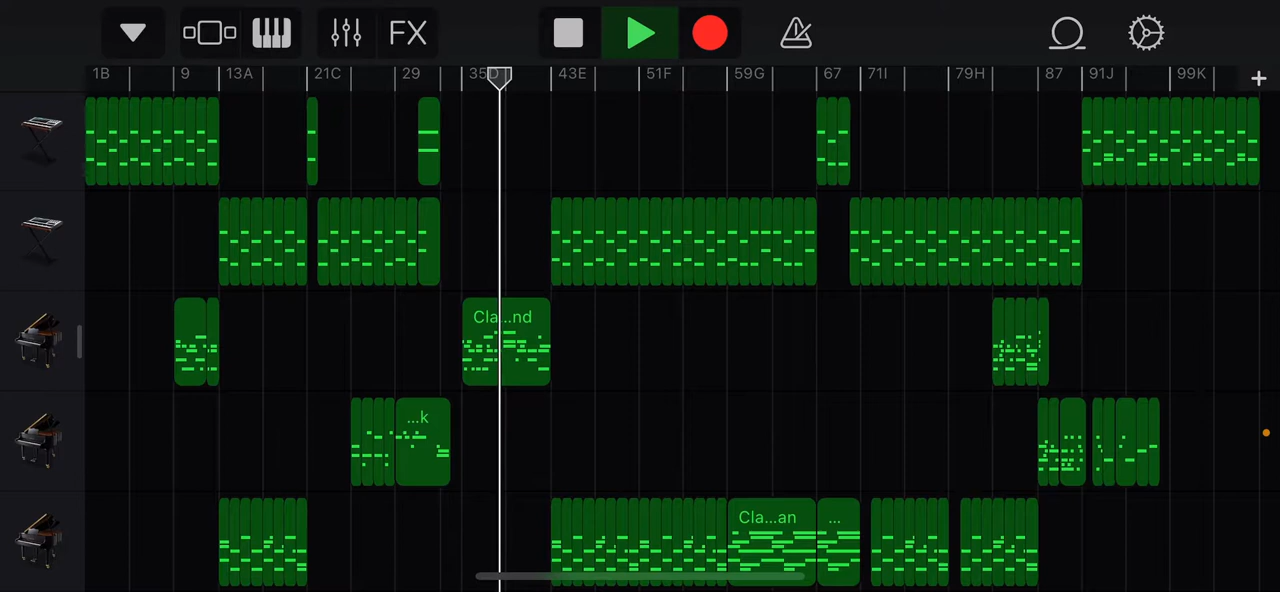 FX
1B 9 13A 21C 29 35D 43E 51F 59G 67 71I 79H 87 91J 99K +
Cla...nd
...k
Cla...an ...